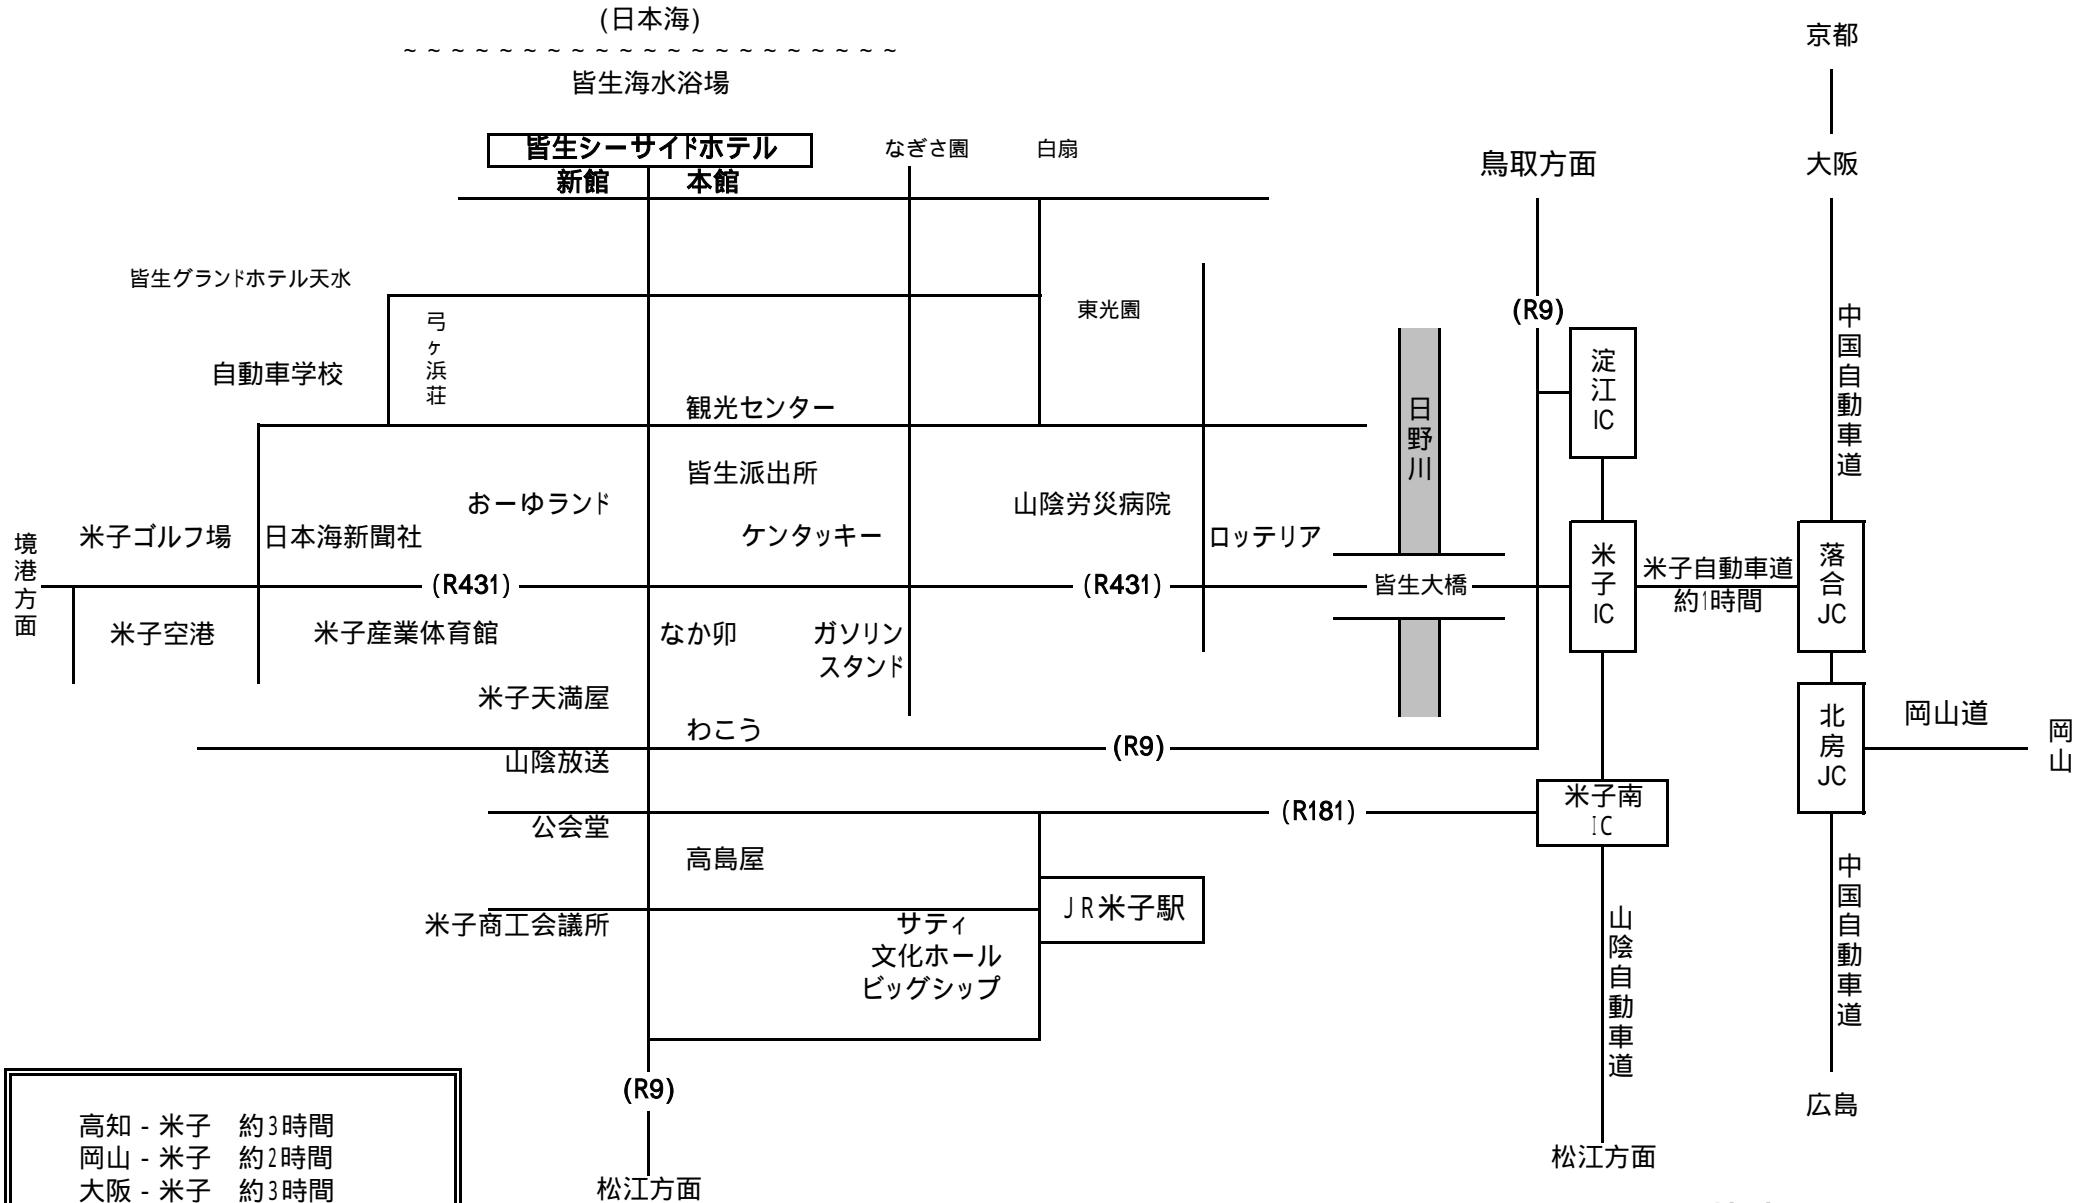 (日本海)
~ ~ ~ ~ ~ ~ ~ ~ ~ ~ ~ ~ ~ ~ ~ ~ ~ ~ ~ ~ ~
皆生海水浴場
京都
皆生シーサイドホテル
新館 本館
なぎさ園
白扇
鳥取方面
大阪
皆生グランドホテル天水
弓ヶ浜荘
東光園
(R9)
中国自動車道
自動車学校
淀江IC
観光センター
日野川
皆生派出所
おーゆランド
山陰労災病院
境港方面
米子ゴルフ場
日本海新聞社
ケンタッキー
ロッテリア
(R431)
(R431)
皆生大橋
米子IC
米子自動車道
約1時間
落合JC
米子空港
米子産業体育館
なか卯
ガソリン
スタンド
米子天満屋
わこう
(R9)
北房JC
岡山道
岡山
山陰放送
公会堂
(R181)
米子南
IC
高島屋
JR米子駅
米子商工会議所
サティ
文化ホール
ビッグシップ
山陰自動車道
中国自動車道
(R9)
広島
松江方面
松江方面
高知 - 米子 約3時間
岡山 - 米子 約2時間
大阪 - 米子 約3時間